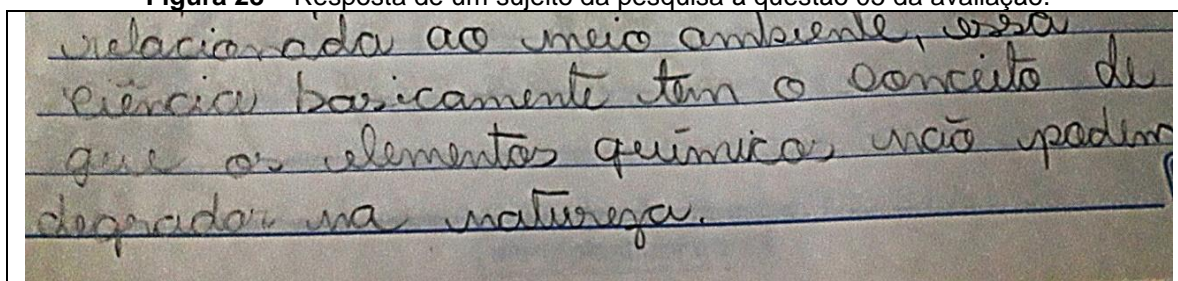 Figura 28 – Resposta de um sujeito da pesquisa à questão 05 da avaliação.
relacionada ao meio ambiente, essa
ciência basicamente tem o conceito de
que os elementos químicos não podem
degradar na natureza.